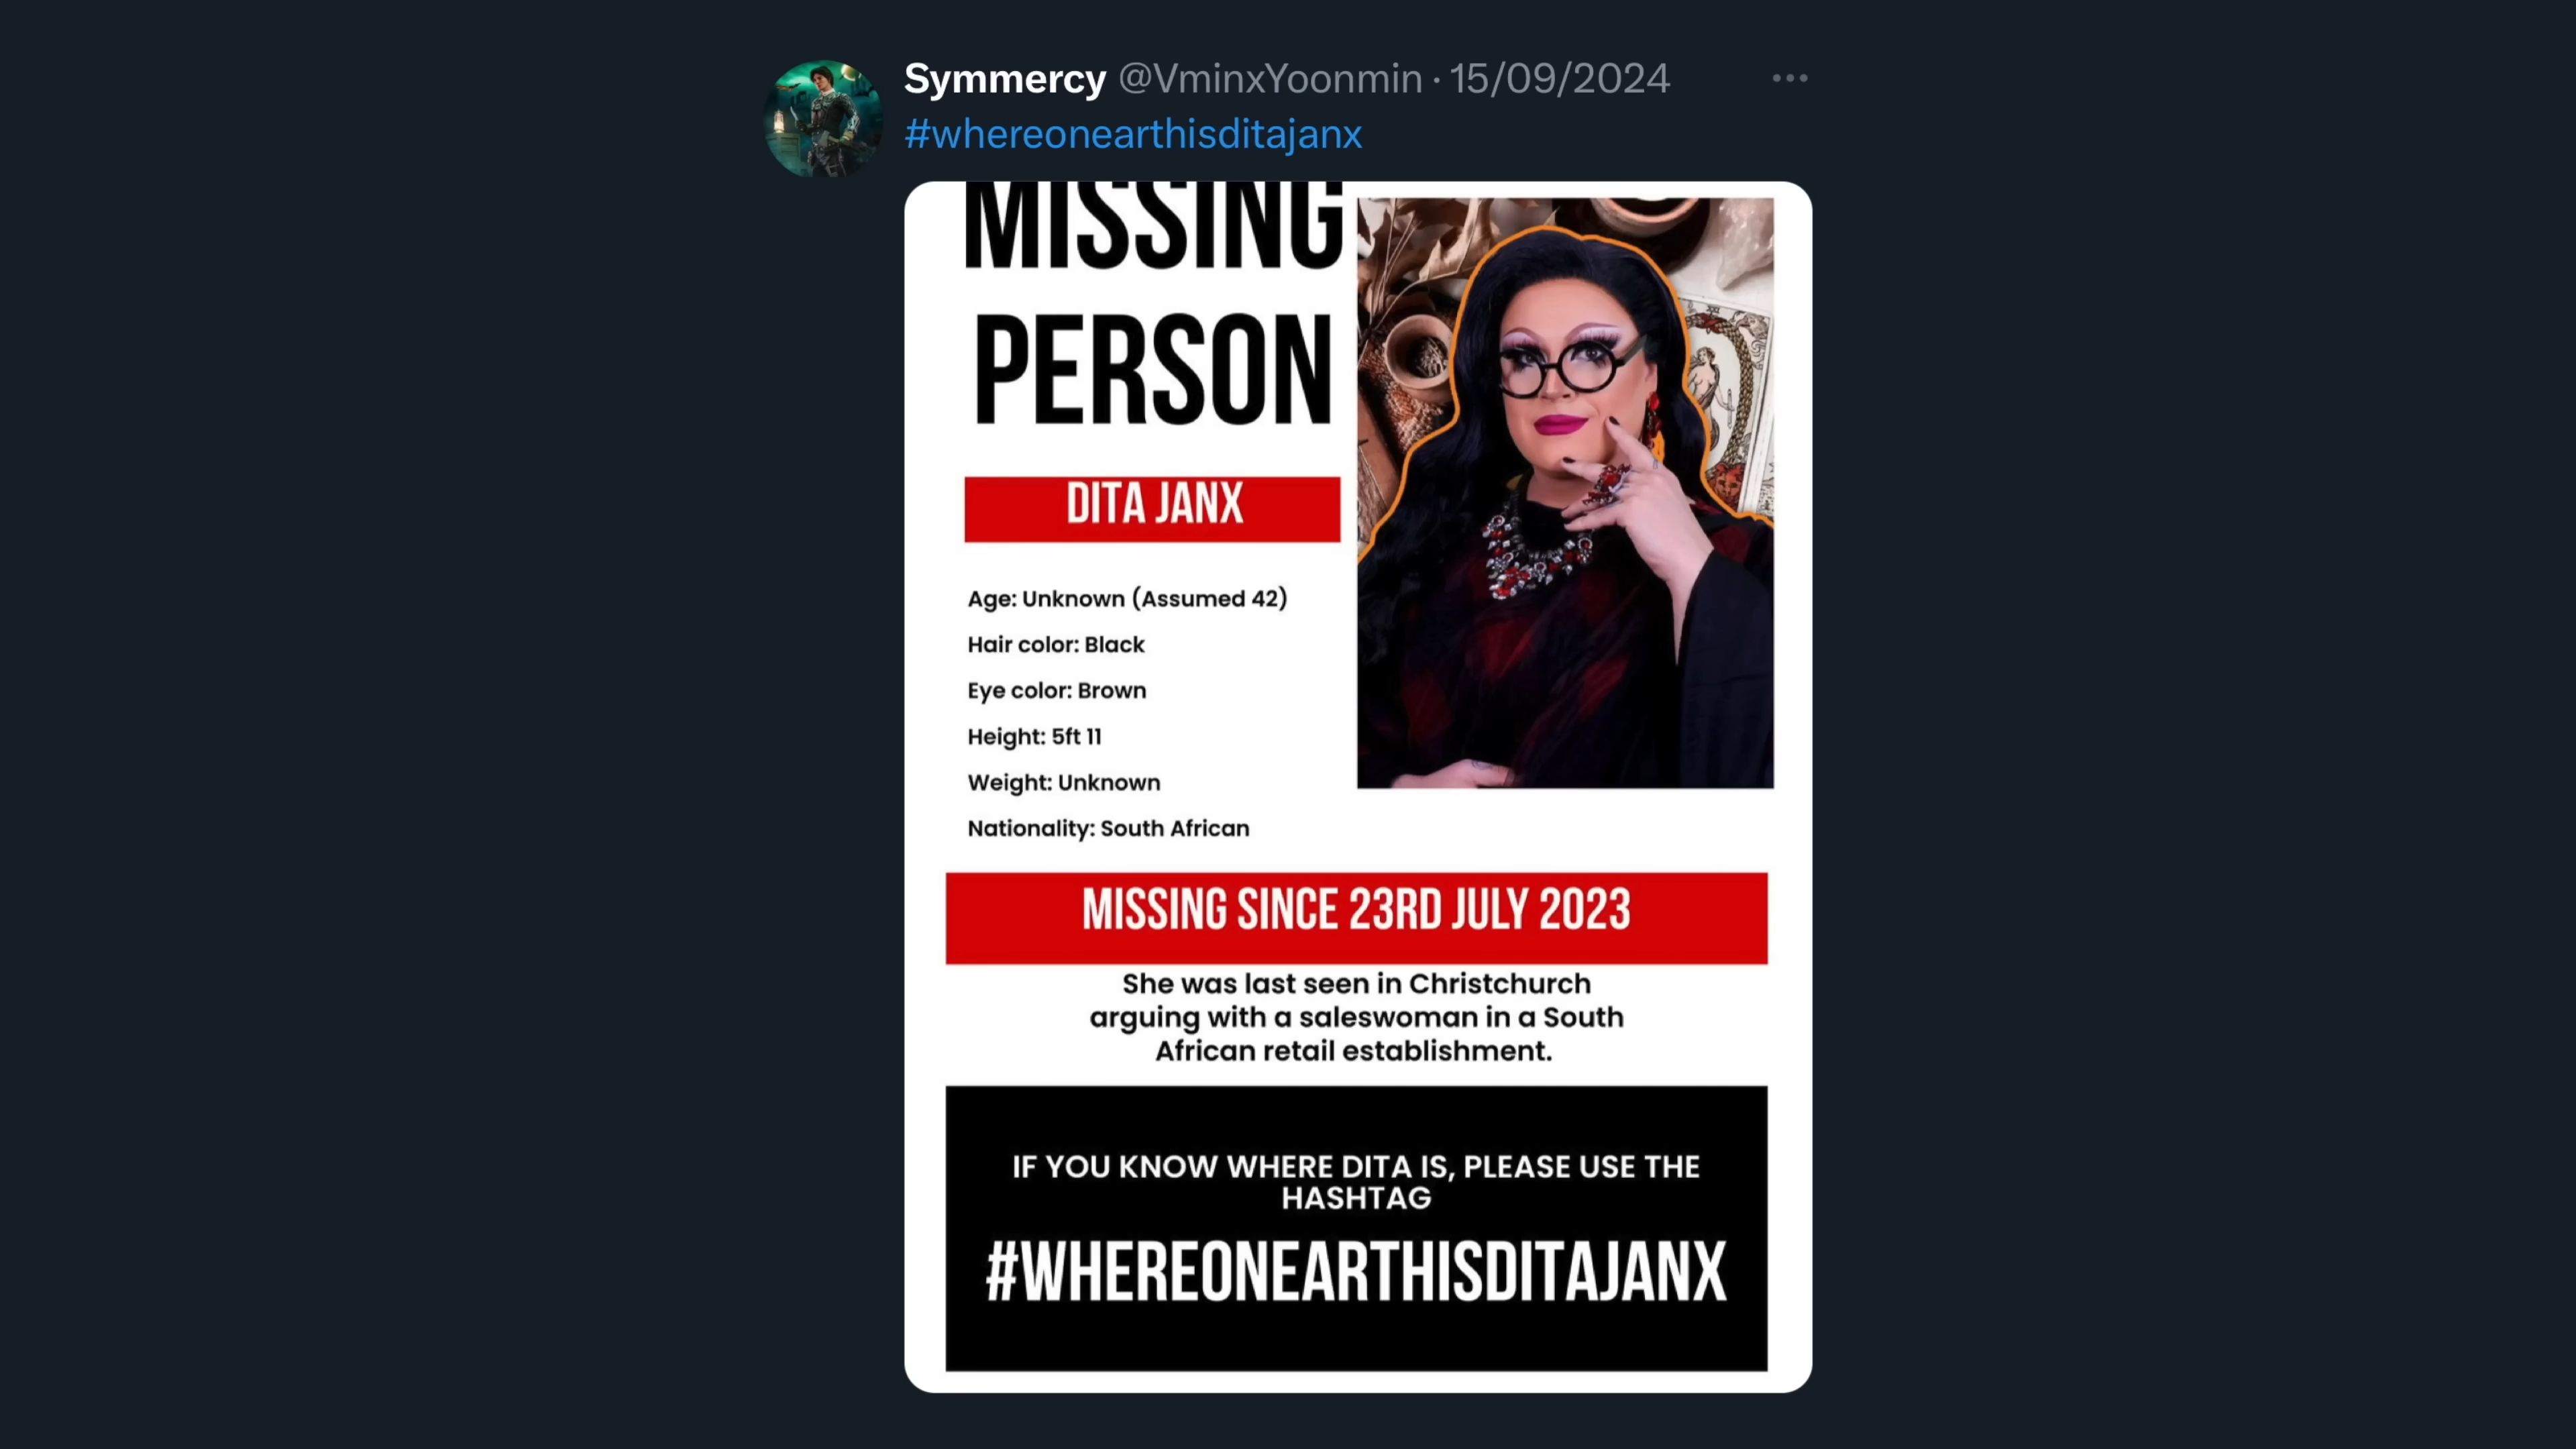 Symmercy @VminxYoonmin · 15/09/2024
#whereonearthisditajanx
MISSING
PERSON
DITA JANX
Age: Unknown (Assumed 42)
Hair color: Black
Eye color: Brown
Height: 5ft 11
Weight: Unknown
Nationality: South African
MISSING SINCE 23RD JULY 2023
She was last seen in Christchurch
arguing with a saleswoman in a South
African retail establishment.
IF YOU KNOW WHERE DITA IS, PLEASE USE THE
HASHTAG
#WHEREONEARTHISDITAJANX